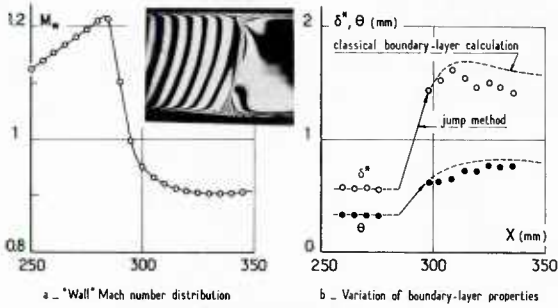 1.2
M_w
1
0.8
250
300
350
a _ "Wall" Mach number distribution
2
δ*, θ (mm)
classical boundary-layer calculation
1
jump method
δ*
θ
X (mm)
0
250
300
350
b _ Variation of boundary-layer properties